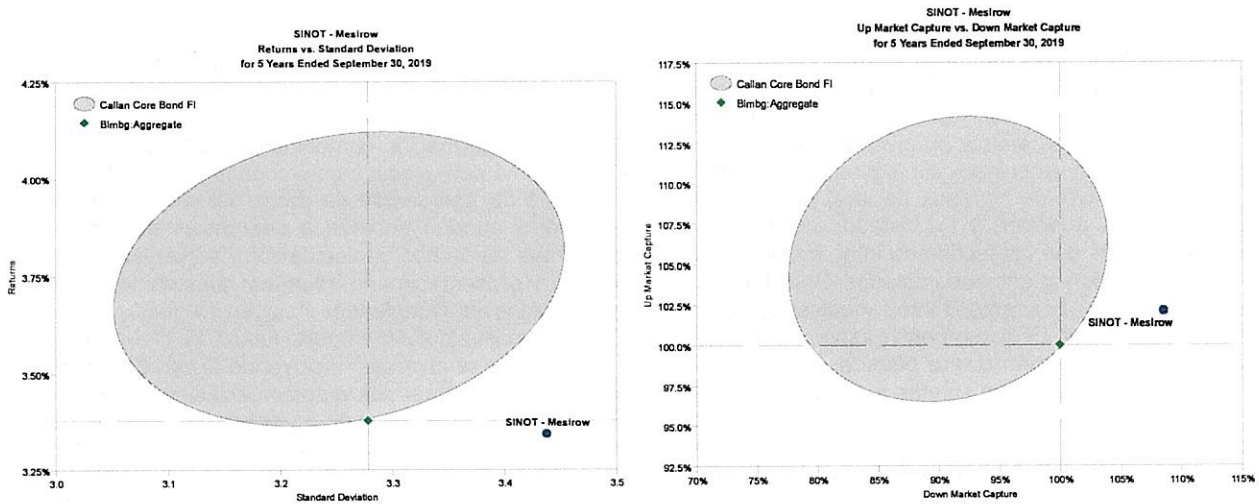 SINOT - Mesirow
Returns vs. Standard Deviation
for 5 Years Ended September 30, 2019
4.25%
Callan Core Bond FI
Blmbg:Aggregate
4.00%
3.75%
Returns
3.50%
SINOT - Mesirow
3.25%
3.0 3.1 3.2 3.3 3.4 3.5
Standard Deviation
SINOT - Mesirow
Up Market Capture vs. Down Market Capture
for 5 Years Ended September 30, 2019
117.5%
Callan Core Bond FI
115.0%
Blmbg:Aggregate
112.5%
110.0%
107.5%
Up Market Capture
105.0%
102.5%
SINOT - Mesirow
100.0%
97.5%
95.0%
92.5%
70% 75% 80% 85% 90% 95% 100% 105% 110% 115%
Down Market Capture